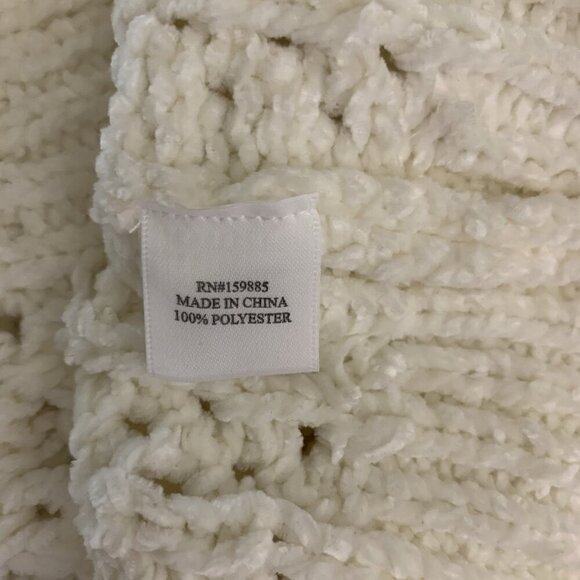 RN#159885
MADE IN CHINA
100% POLYESTER